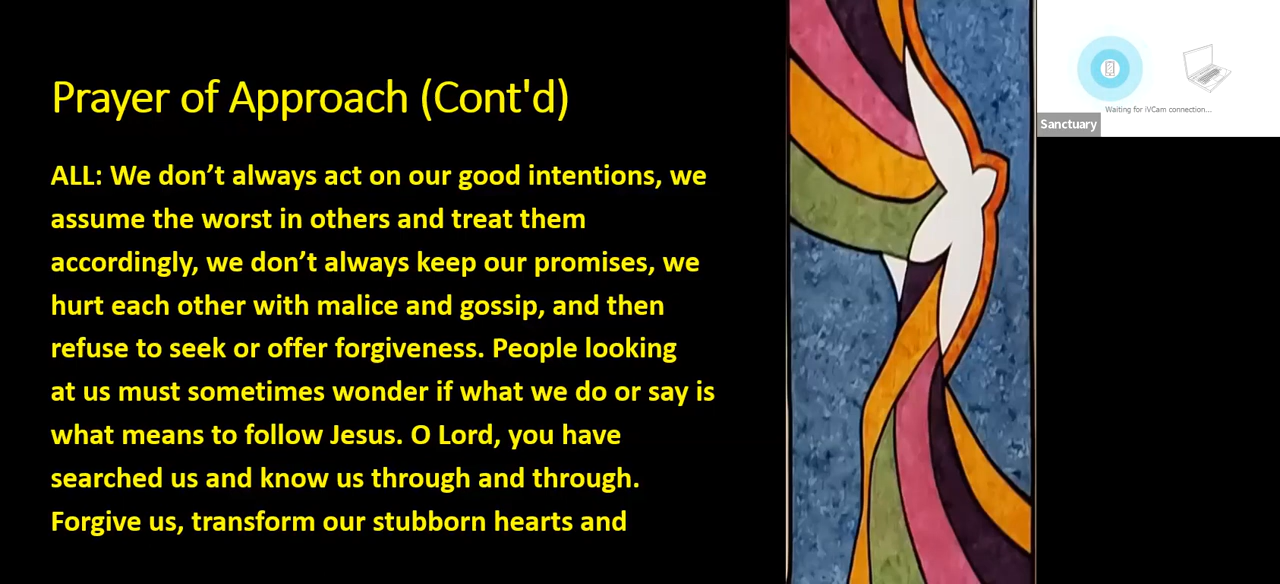 Prayer of Approach (Cont'd)
ALL: We don’t always act on our good intentions, we
assume the worst in others and treat them
accordingly, we don’t always keep our promises, we
hurt each other with malice and gossip, and then
refuse to seek or offer forgiveness. People looking
at us must sometimes wonder if what we do or say is
what means to follow Jesus. O Lord, you have
searched us and know us through and through.
Forgive us, transform our stubborn hearts and
Waiting for iVCam connection...
Sanctuary